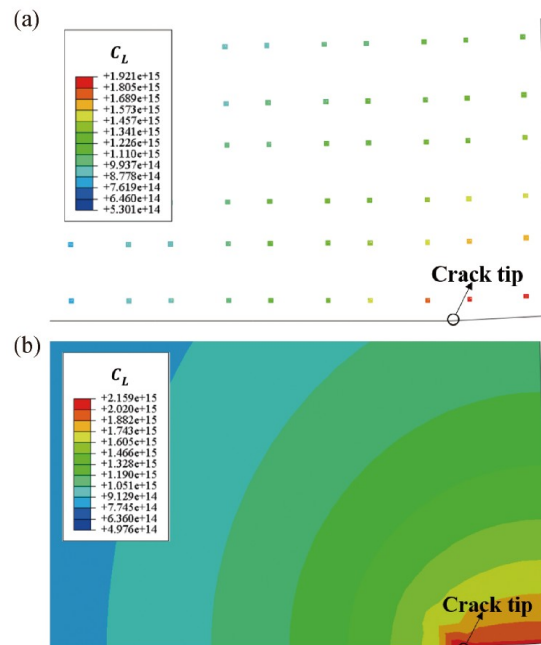 (a)
C_L
+1.921e+15
+1.805e+15
+1.689e+15
+1.573e+15
+1.457e+15
+1.341e+15
+1.226e+15
+1.110e+15
+9.937e+14
+8.778e+14
+7.619e+14
+6.460e+14
+5.301e+14
Crack tip
(b)
C_L
+2.159e+15
+2.020e+15
+1.882e+15
+1.743e+15
+1.605e+15
+1.466e+15
+1.328e+15
+1.190e+15
+1.051e+15
+9.129e+14
+7.745e+14
+6.360e+14
+4.976e+14
Crack tip